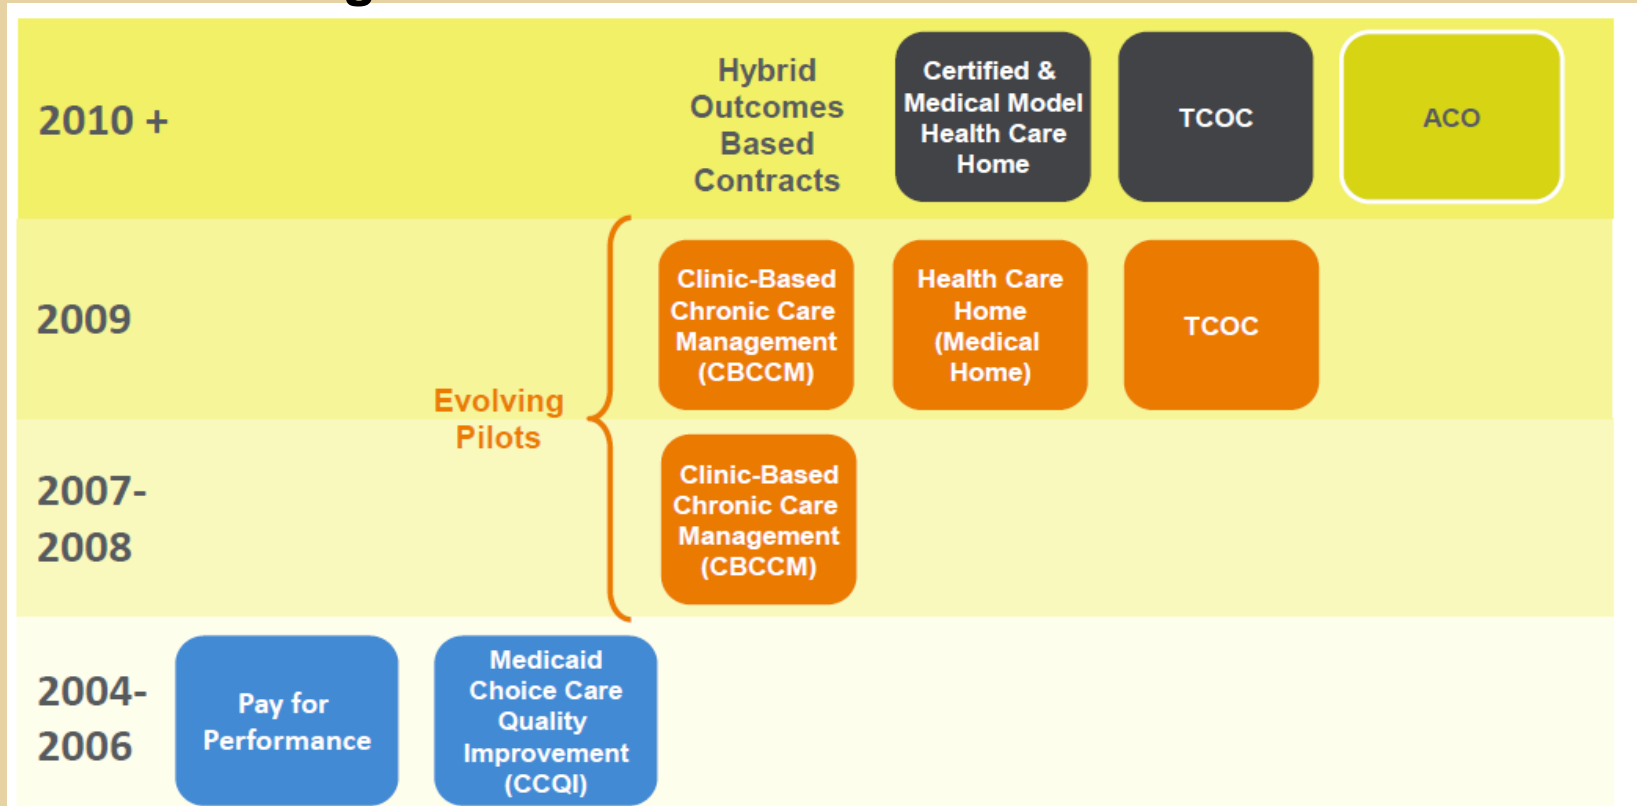 2010 +
Hybrid
Outcomes
Based
Contracts
Certified &
Medical Model
Health Care
Home
TCOC
ACO
2009
Clinic-Based
Chronic Care
Management
(CBCCM)
Health Care
Home
(Medical
Home)
TCOC
Evolving
Pilots
2007-
2008
Clinic-Based
Chronic Care
Management
(CBCCM)
2004-
2006
Pay for
Performance
Medicaid
Choice Care
Quality
Improvement
(CCQI)